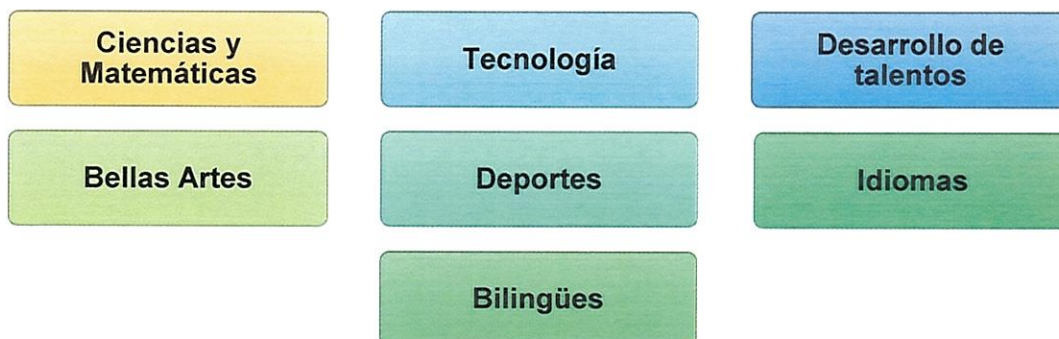 Ciencias y
Matemáticas
Tecnología
Desarrollo de
talentos
Bellas Artes
Deportes
Idiomas
Bilingües